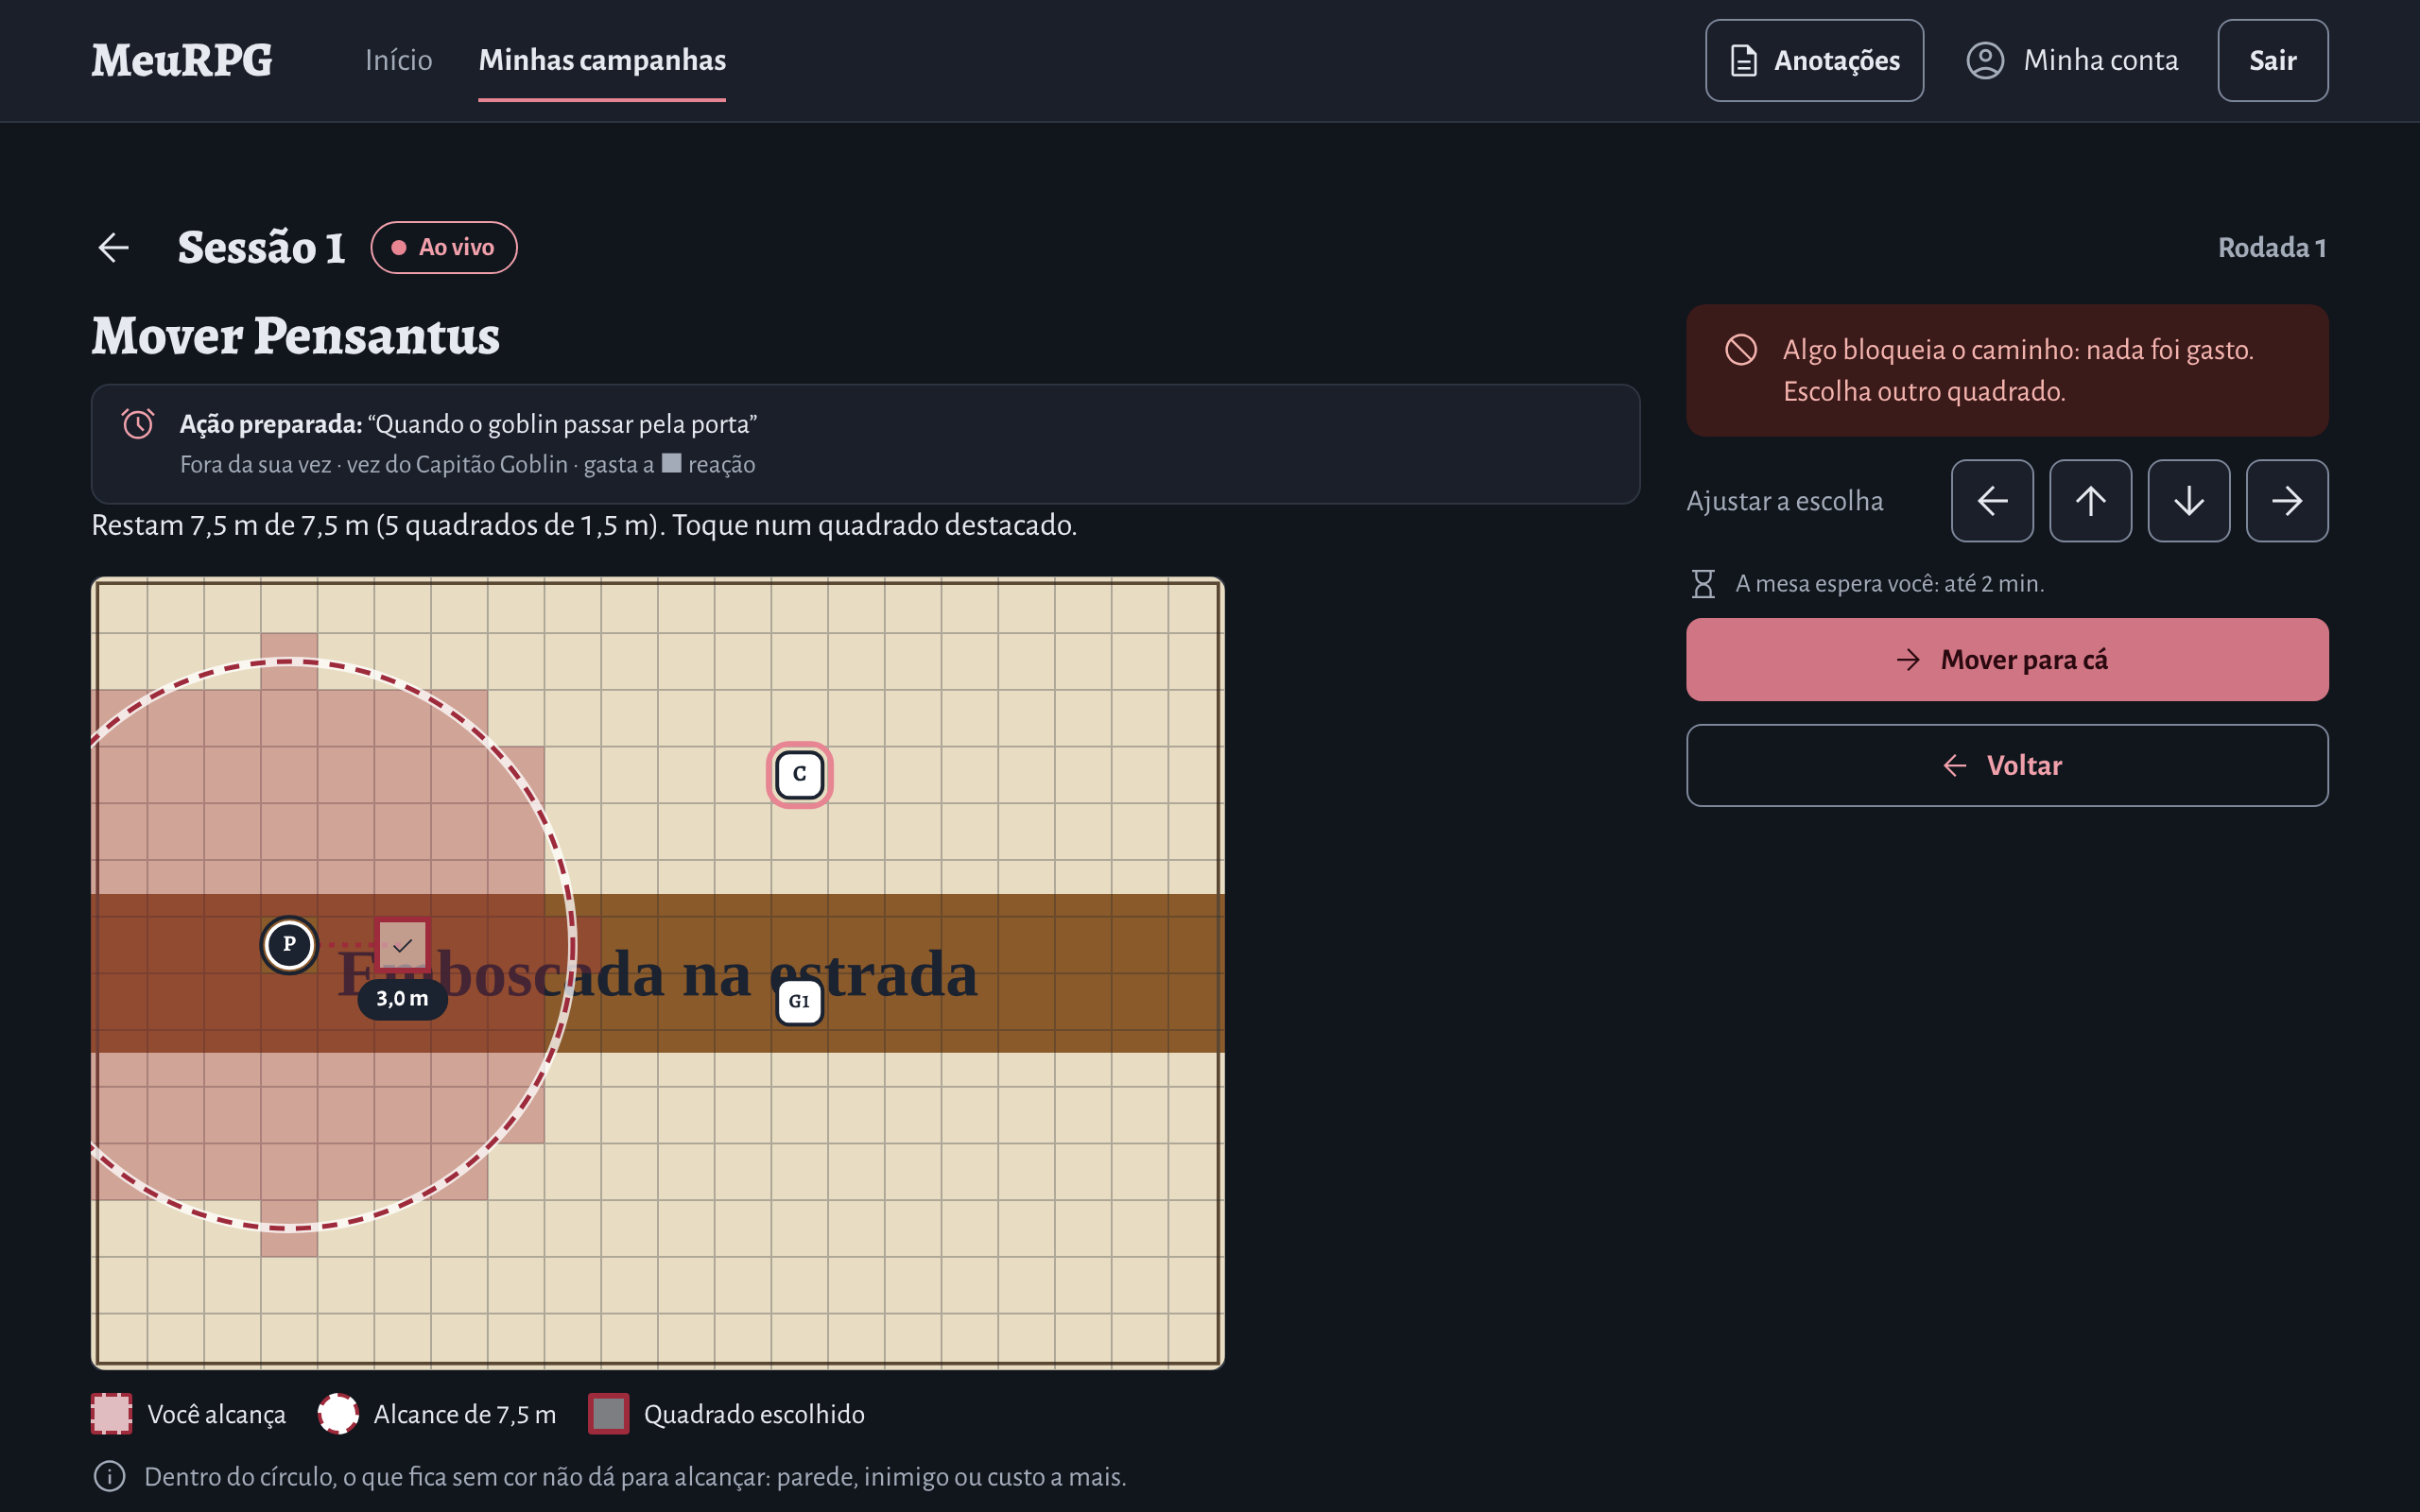 MeuRPG
Início
Minhas campanhas
Anotações
Minha conta
Sair
Sessão 1
Ao vivo
Rodada 1
Mover Pensantus
Ação preparada: “Quando o goblin passar pela porta”
Fora da sua vez · vez do Capitão Goblin · gasta a reação
Restam 7,5 m de 7,5 m (5 quadrados de 1,5 m). Toque num quadrado destacado.
C
P
Emboscada na estrada
3,0 m
G1
Você alcança
Alcance de 7,5 m
Quadrado escolhido
Dentro do círculo, o que fica sem cor não dá para alcançar: parede, inimigo ou custo a mais.
Algo bloqueia o caminho: nada foi gasto.
Escolha outro quadrado.
Ajustar a escolha
A mesa espera você: até 2 min.
Mover para cá
Voltar